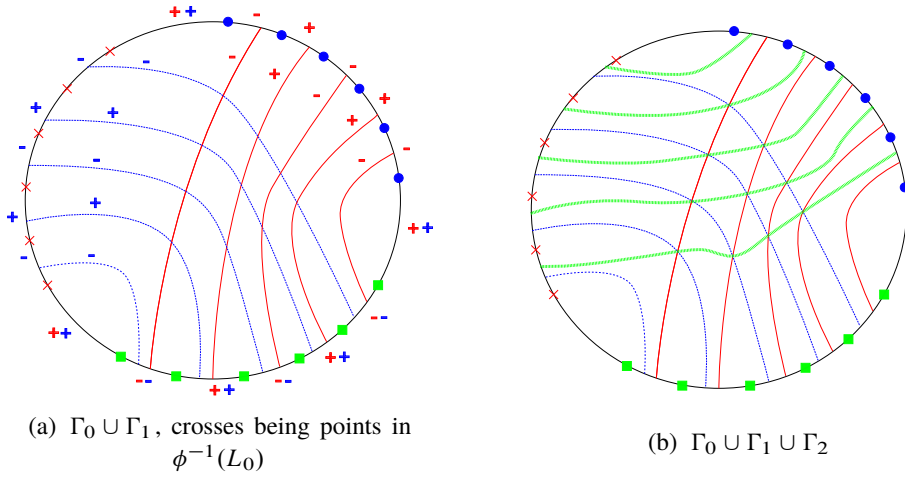 (a) Γ₀ ∪ Γ₁, crosses being points in
ϕ⁻¹(L₀)
(b) Γ₀ ∪ Γ₁ ∪ Γ₂